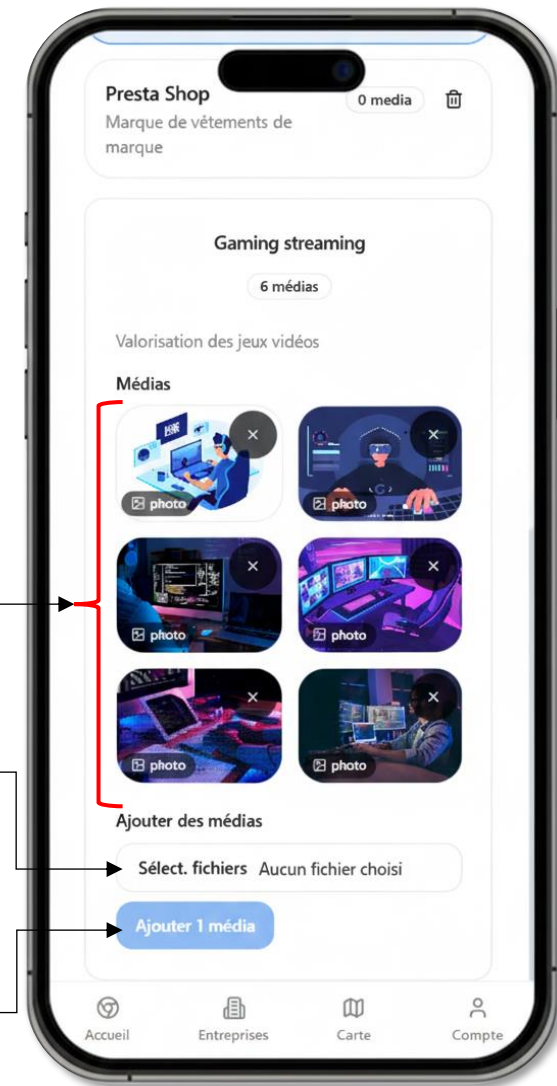 Presta Shop
0 media
Marque de vêtements de
marque
Gaming streaming
6 médias
Valorisation des jeux vidéos
Médias
photo
photo
photo
photo
photo
photo
Ajouter des médias
Sélect. fichiers Aucun fichier choisi
Ajouter 1 média
Accueil
Entreprises
Carte
Compte